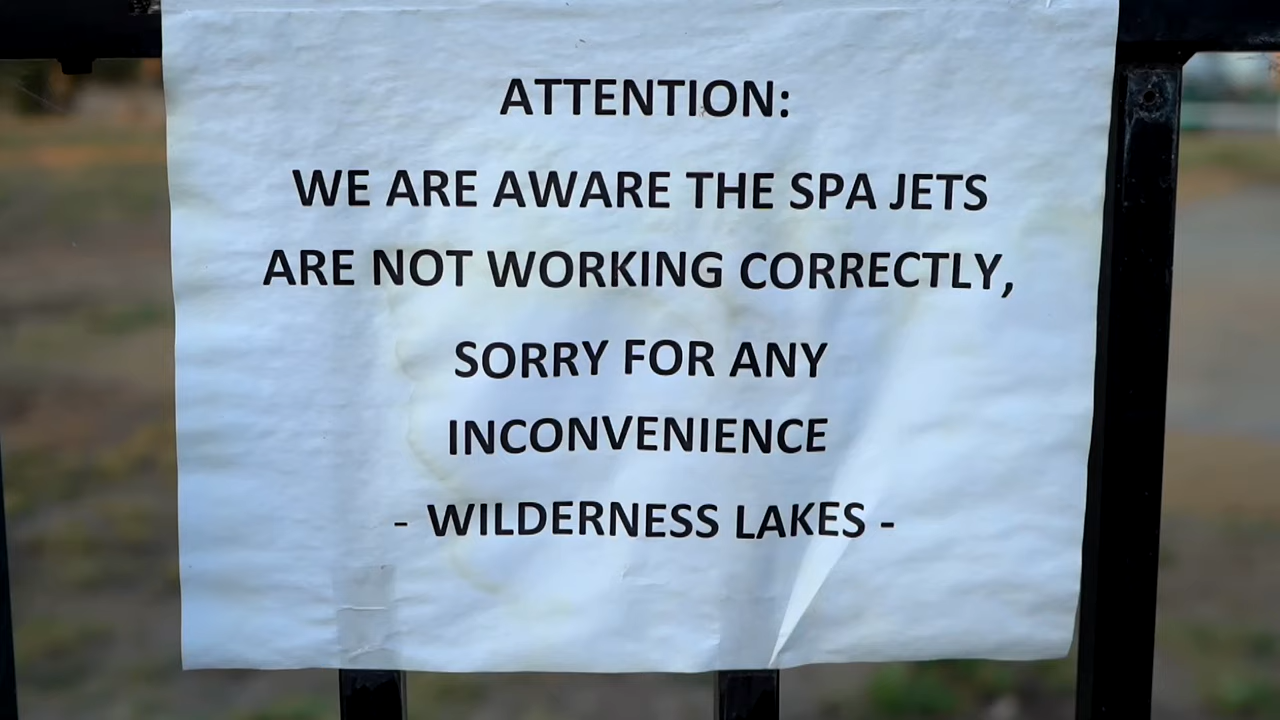 ATTENTION:
WE ARE AWARE THE SPA JETS
ARE NOT WORKING CORRECTLY,
SORRY FOR ANY
INCONVENIENCE
- WILDERNESS LAKES -